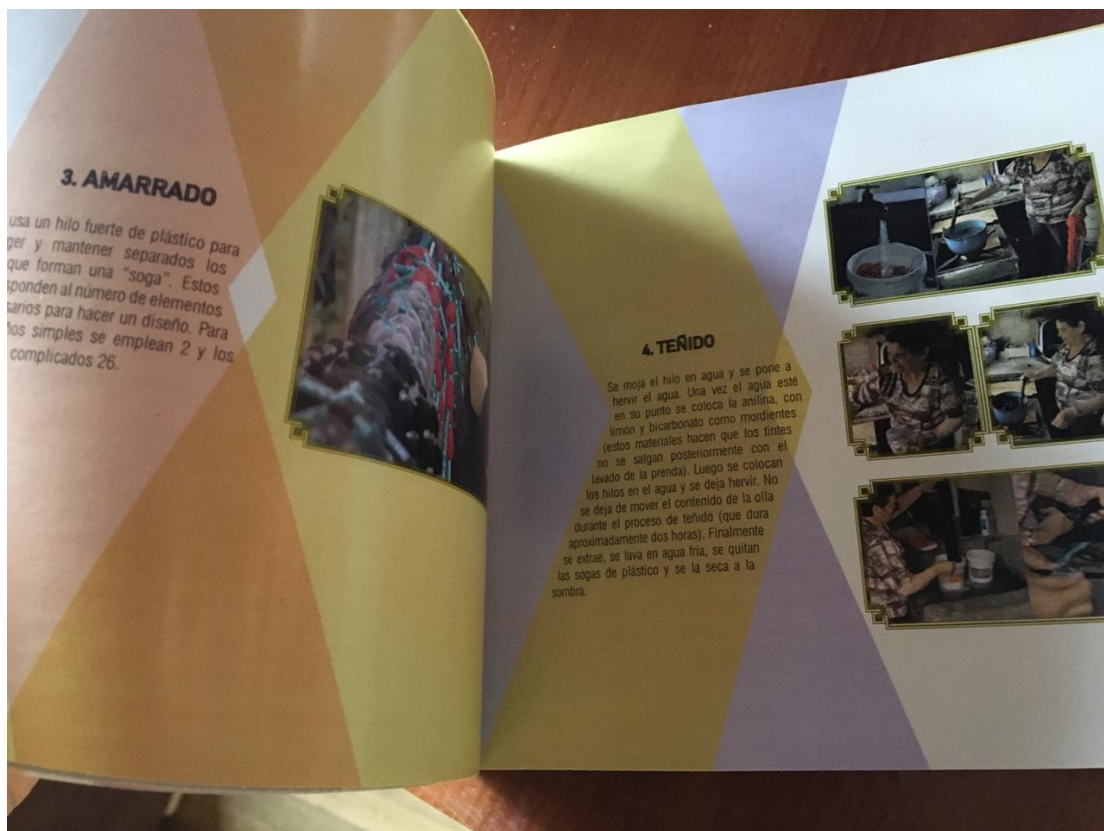 3. AMARRADO
usa un hilo fuerte de plástico para
ger y mantener separados los
que forman una "soga". Estos
sponden al número de elementos
sarios para hacer un diseño. Para
ños simples se emplean 2 y los
complicados 26.
4. TEÑIDO
Se moja el hilo en agua y se pone a
hervir el agua. Una vez el agua esté
en su punto se coloca la anilina, con
limón y bicarbonato como mordientes
(estos materiales hacen que los tintes
no se salgan posteriormente con el
lavado de la prenda). Luego se colocan
los hilos en el agua y se deja hervir. No
se deja de mover el contenido de la olla
durante el proceso de teñido (que dura
aproximadamente dos horas). Finalmente
se extrae, se lava en agua fría, se quitan
las sogas de plástico y se la seca a la
sombra.